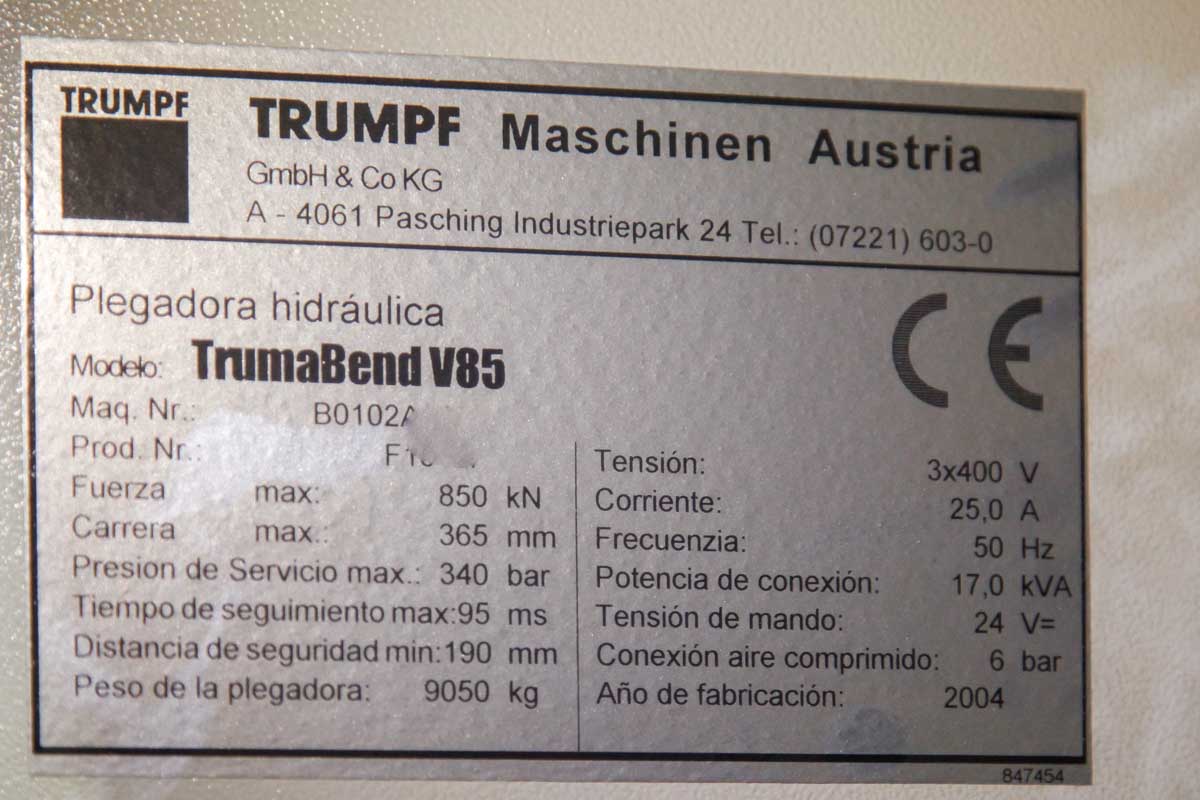 TRUMPF
TRUMPF Maschinen Austria
GmbH & Co KG
A - 4061 Pasching Industriepark 24 Tel.: (07221) 603-0
Plegadora hidráulica
CE
Modelo: TrumaBend V85
Maq. Nr.:
Prod. Nr.:
Fuerza max: 850 kN
Carrera max.: 365 mm
Presion de Servicio max.: 340 bar
Tiempo de seguimiento max:95 ms
Distancia de seguridad min:190 mm
Peso de la plegadora: 9050 kg
Tensión: 3x400 V
Corriente: 25,0 A
Frecuenzia: 50 Hz
Potencia de conexión: 17,0 kVA
Tensión de mando: 24 V=
Conexión aire comprimido: 6 bar
Año de fabricación: 2004
847454